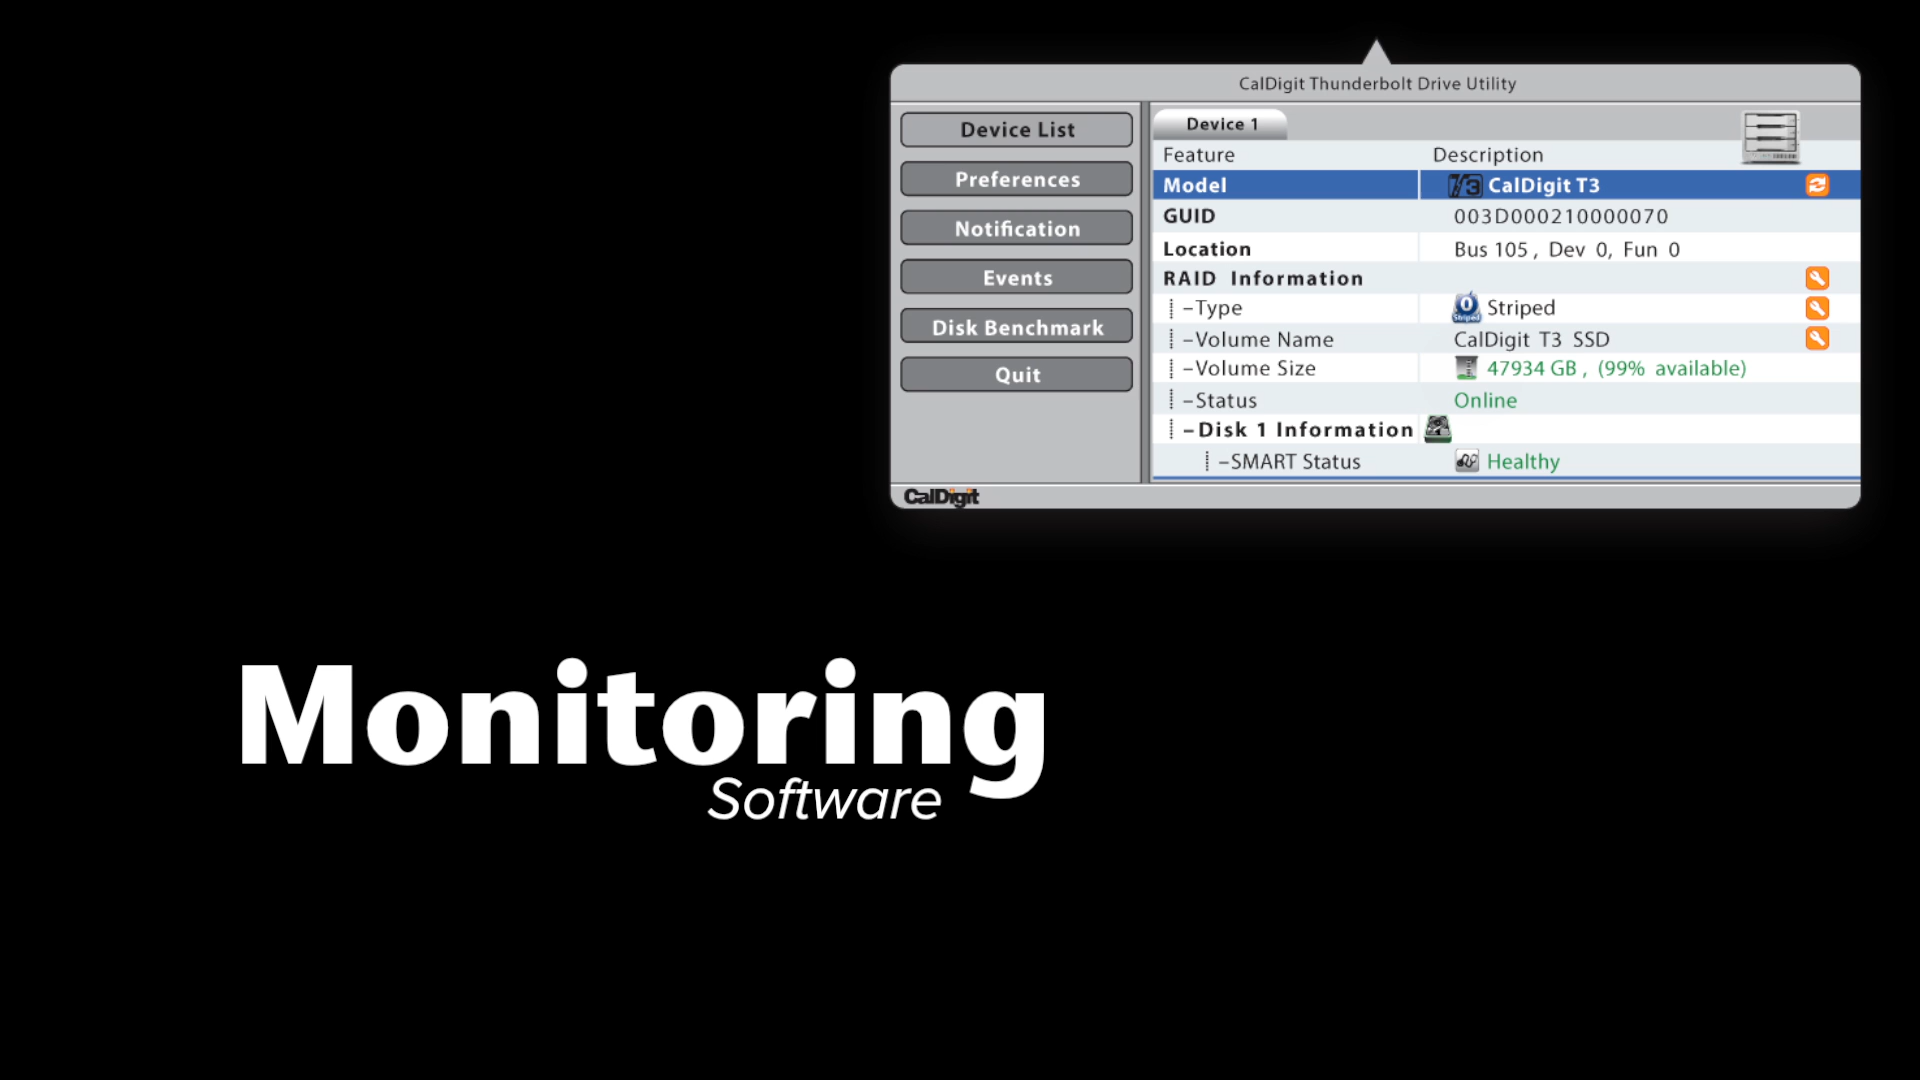 CalDigit Thunderbolt Drive Utility
Device List
Preferences
Notification
Events
Disk Benchmark
Quit
Device 1
Feature Description
Model CalDigit T3
GUID 003D000210000070
Location Bus 105 , Dev 0, Fun 0
RAID Information
-Type Striped
-Volume Name CalDigit T3 SSD
-Volume Size 47934 GB , (99% available)
-Status Online
-Disk 1 Information
-SMART Status Healthy
CalDigit
Monitoring
Software